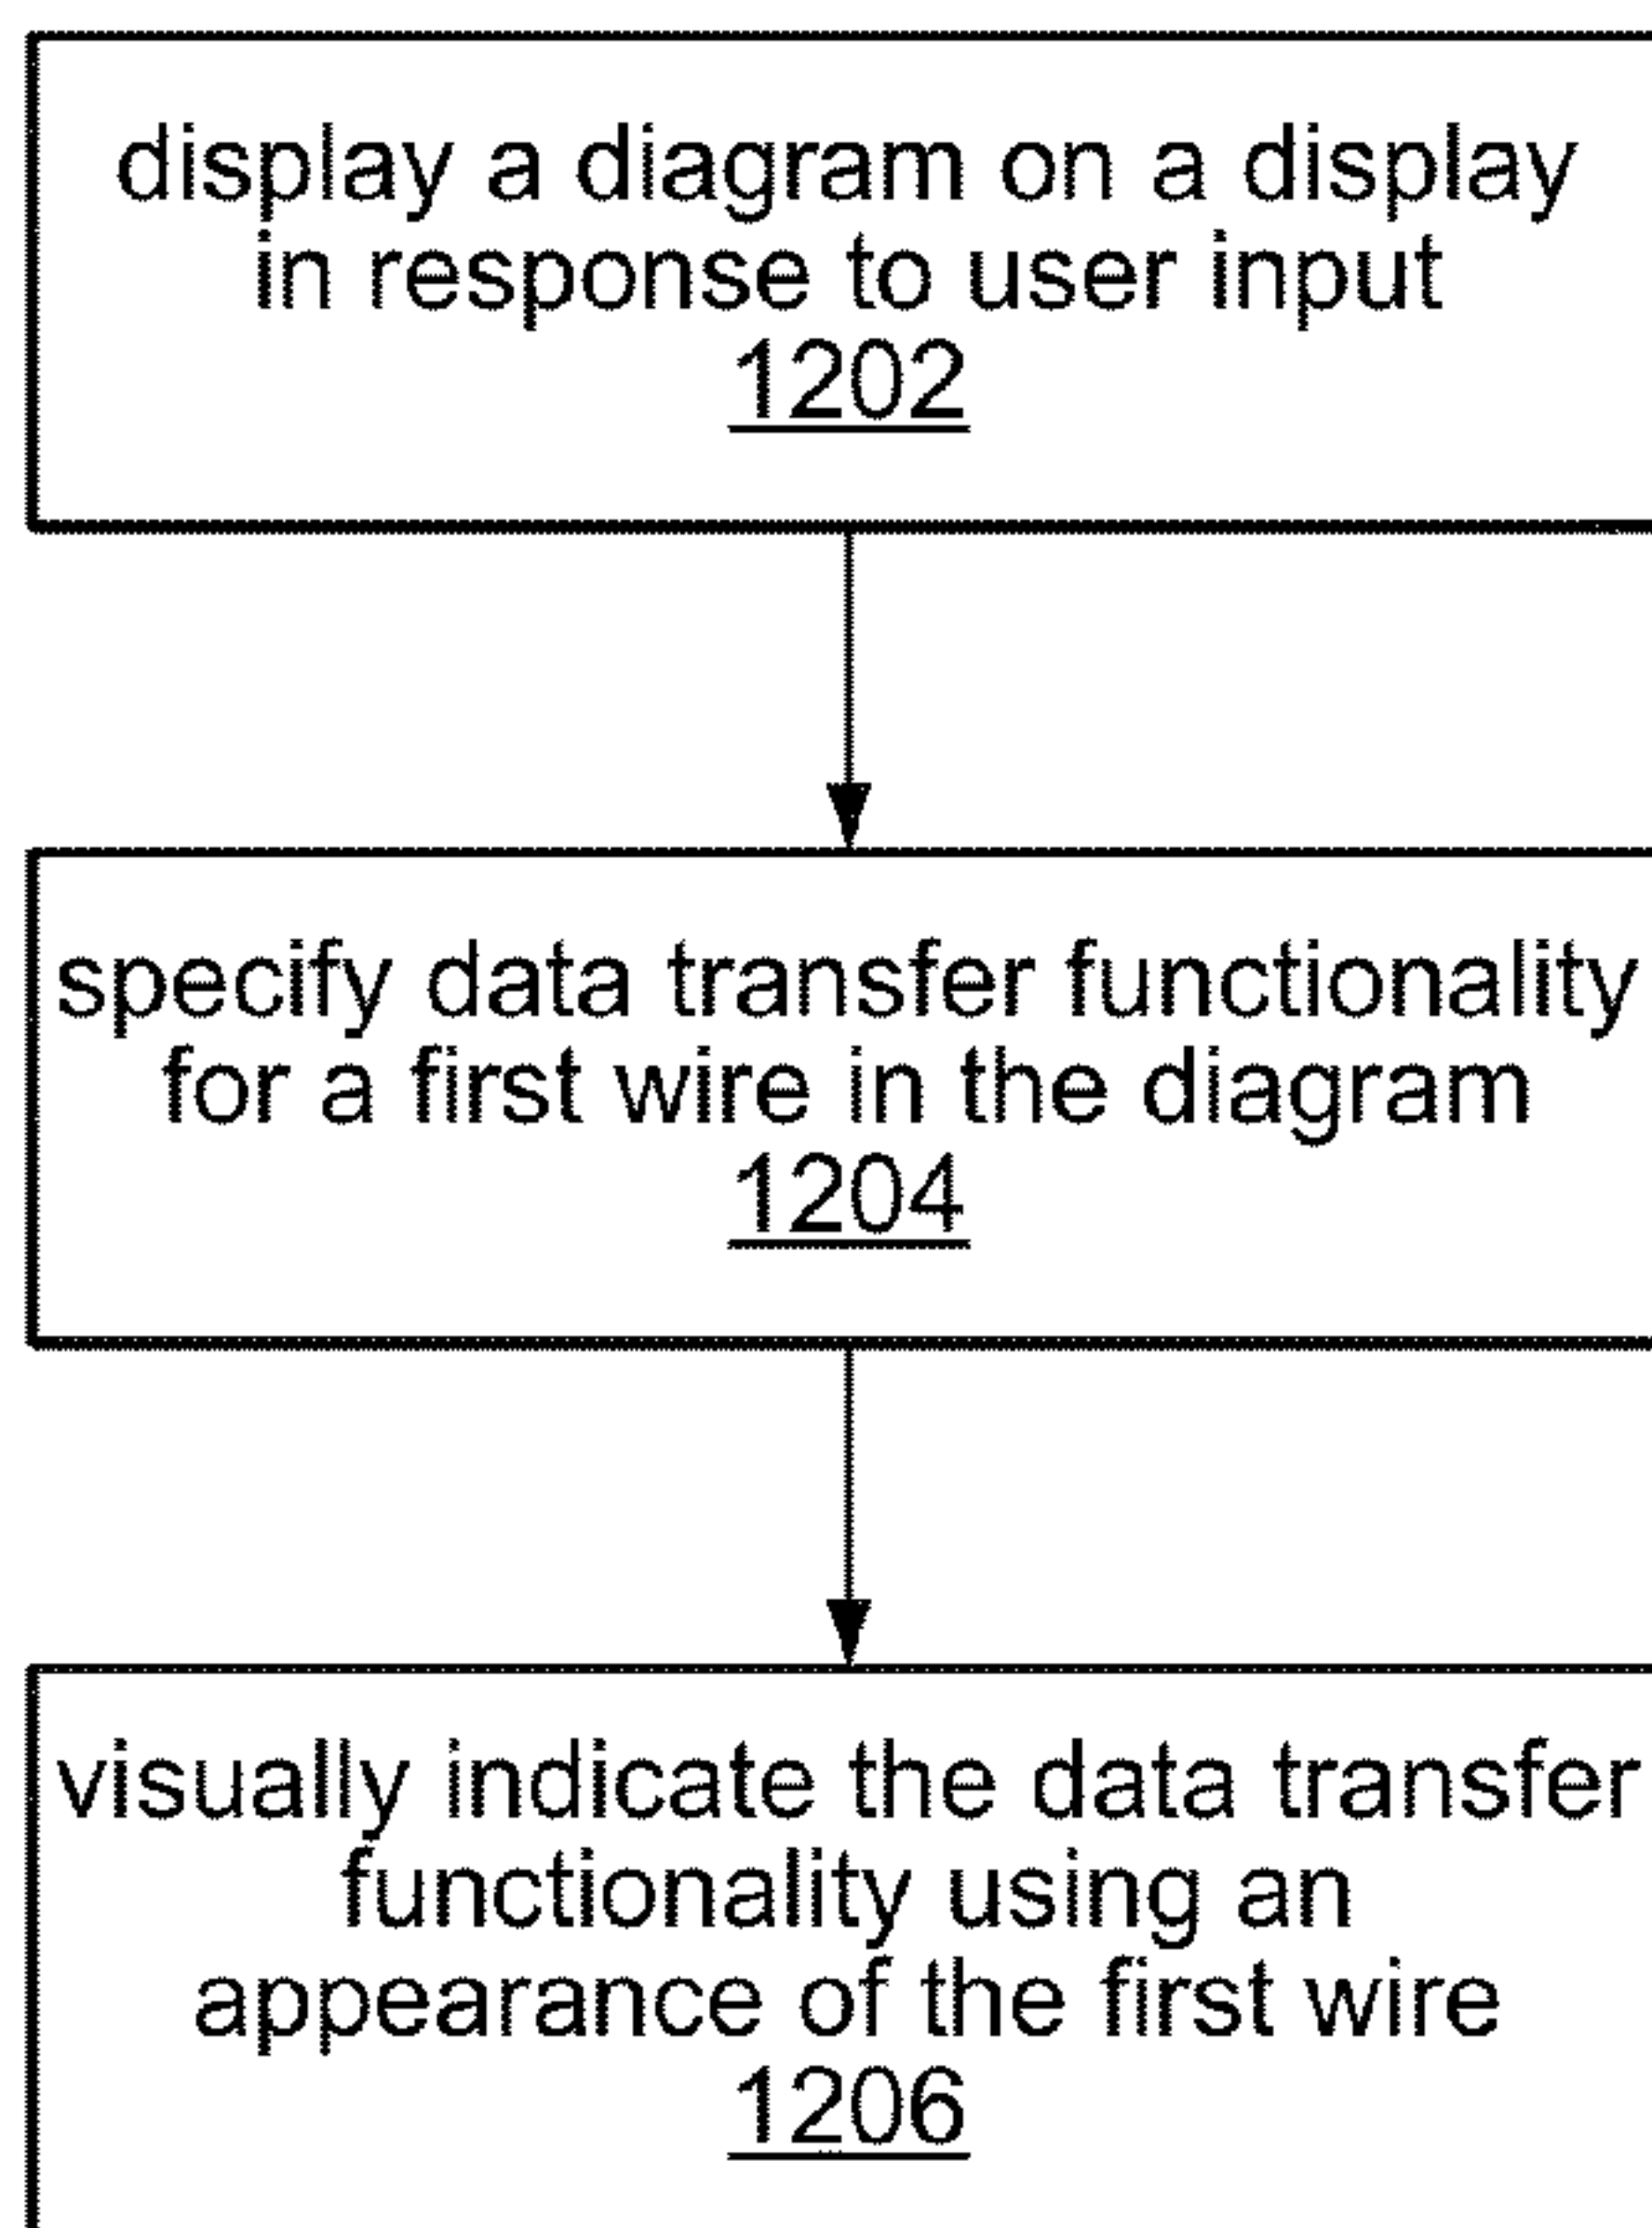 display a diagram on a display
in response to user input
1202
specify data transfer functionality
for a first wire in the diagram
1204
visually indicate the data transfer
functionality using an
appearance of the first wire
1206